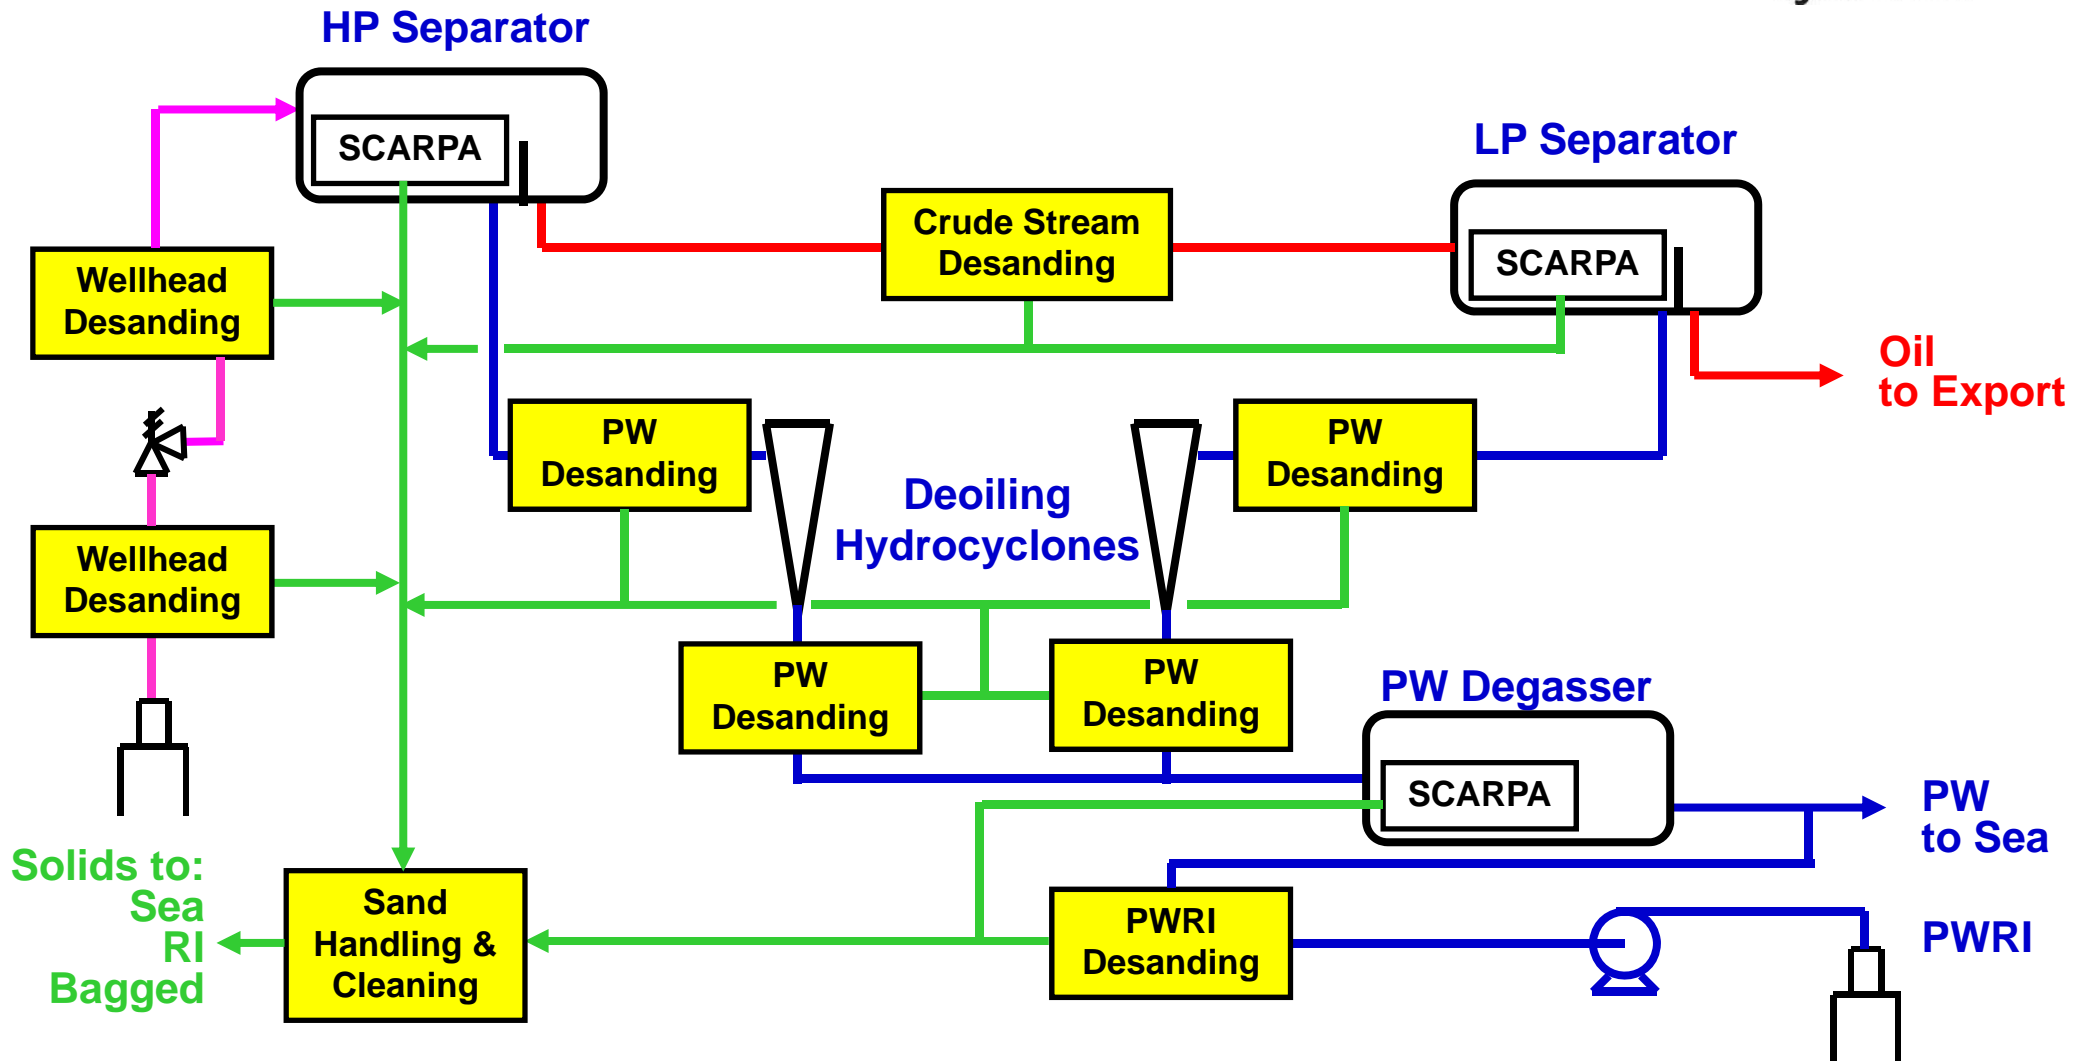 HP Separator
SCARPA
LP Separator
SCARPA
Crude Stream
Desanding
Wellhead
Desanding
Oil
to Export
PW
Desanding
PW
Desanding
Deoiling
Hydrocyclones
Wellhead
Desanding
PW
Desanding
PW
Desanding
PW Degasser
SCARPA
PW
to Sea
Solids to:
Sea
RI
Bagged
Sand
Handling &
Cleaning
PWRI
Desanding
PWRI